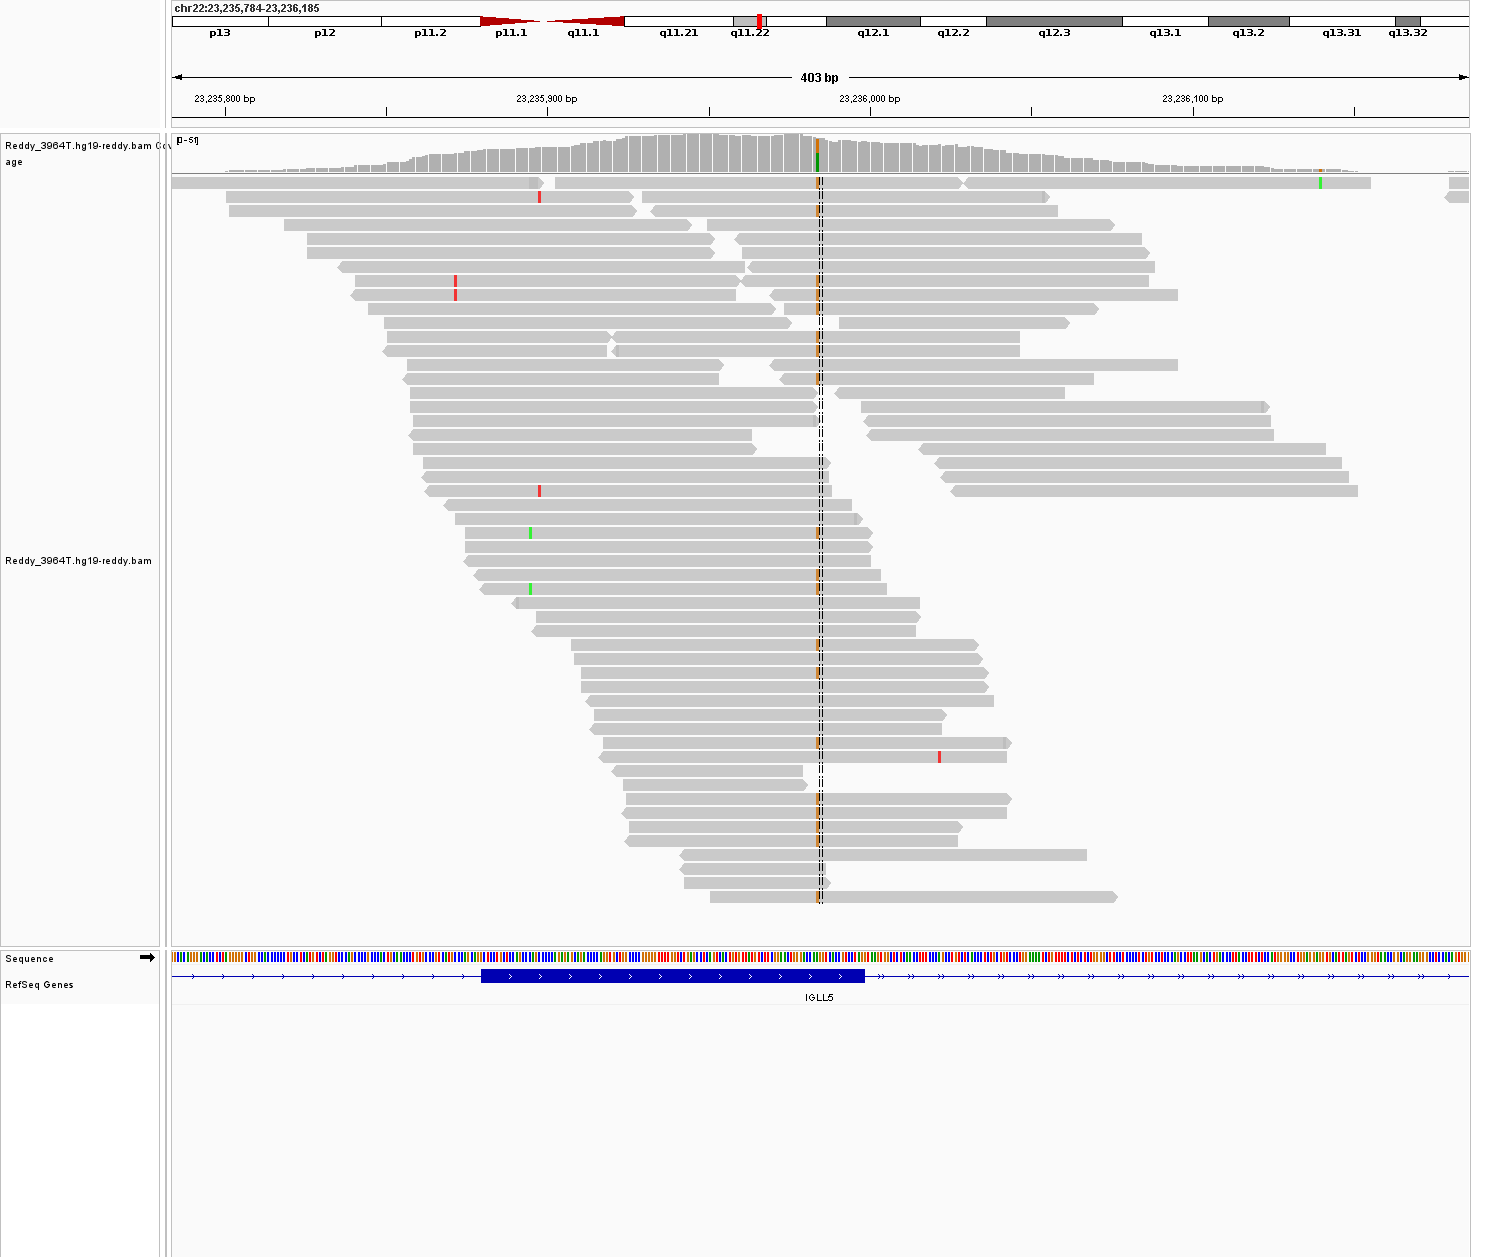 chr22:23,235,784-23,236,185
p13 p12 p11.2 p11.1 q11.1 q11.21 q11.22 q12.1 q12.2 q12.3 q13.1 q13.2 q13.31 q13.32
403 bp
23,235,800 bp 23,235,900 bp 23,236,000 bp 23,236,100 bp
Reddy_3964T.hg19-reddy.bam Cov
age
[0-51]
Reddy_3964T.hg19-reddy.bam
Sequence
RefSeq Genes
IGLL5